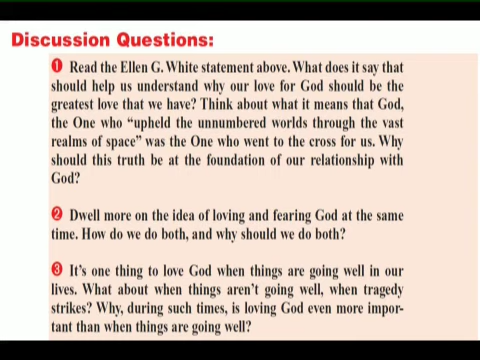 Discussion Questions:
1 Read the Ellen G. White statement above. What does it say that
should help us understand why our love for God should be the
greatest love that we have? Think about what it means that God,
the One who “upheld the unnumbered worlds through the vast
realms of space” was the One who went to the cross for us. Why
should this truth be at the foundation of our relationship with
God?
2 Dwell more on the idea of loving and fearing God at the same
time. How do we do both, and why should we do both?
3 It’s one thing to love God when things are going well in our
lives. What about when things aren’t going well, when tragedy
strikes? Why, during such times, is loving God even more impor-
tant than when things are going well?